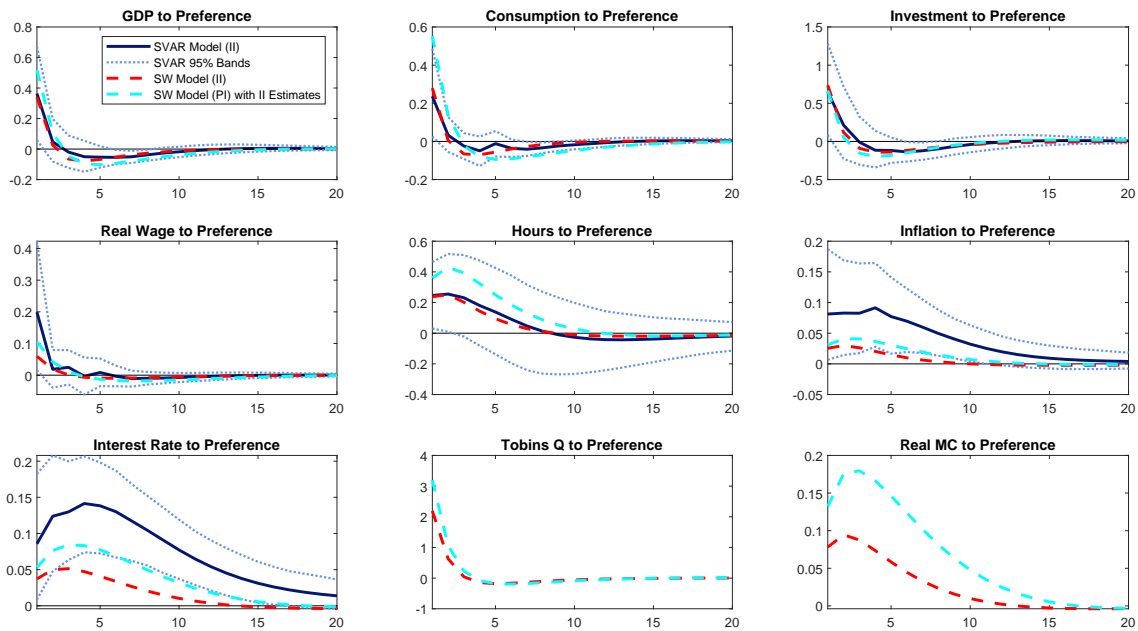 GDP to Preference
0.8
0.6
0.4
0.2
0
-0.2
5 10 15 20
SVAR Model (II)
SVAR 95% Bands
SW Model (II)
SW Model (PI) with II Estimates
Consumption to Preference
0.6
0.4
0.2
0
-0.2
5 10 15 20
Investment to Preference
1.5
1
0.5
0
-0.5
5 10 15 20
Real Wage to Preference
0.4
0.3
0.2
0.1
0
5 10 15 20
Hours to Preference
0.6
0.4
0.2
0
-0.2
-0.4
5 10 15 20
Inflation to Preference
0.2
0.15
0.1
0.05
0
-0.05
5 10 15 20
Interest Rate to Preference
0.2
0.15
0.1
0.05
0
5 10 15 20
Tobins Q to Preference
4
3
2
1
0
-1
5 10 15 20
Real MC to Preference
0.2
0.15
0.1
0.05
0
5 10 15 20